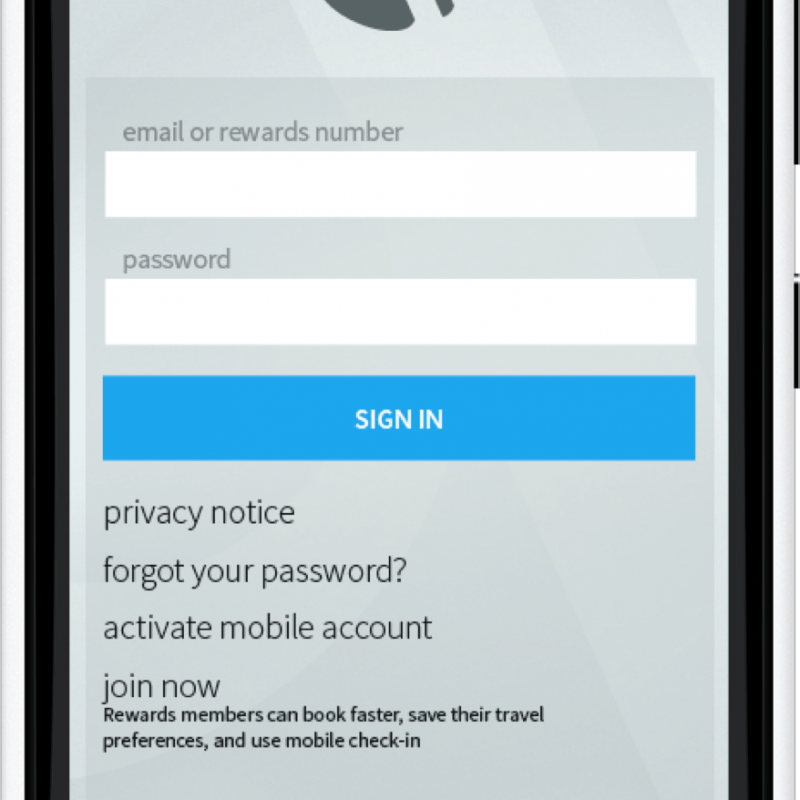 email or rewards number
password
SIGN IN
privacy notice
forgot your password?
activate mobile account
join now
Rewards members can book faster, save their travel
preferences, and use mobile check-in